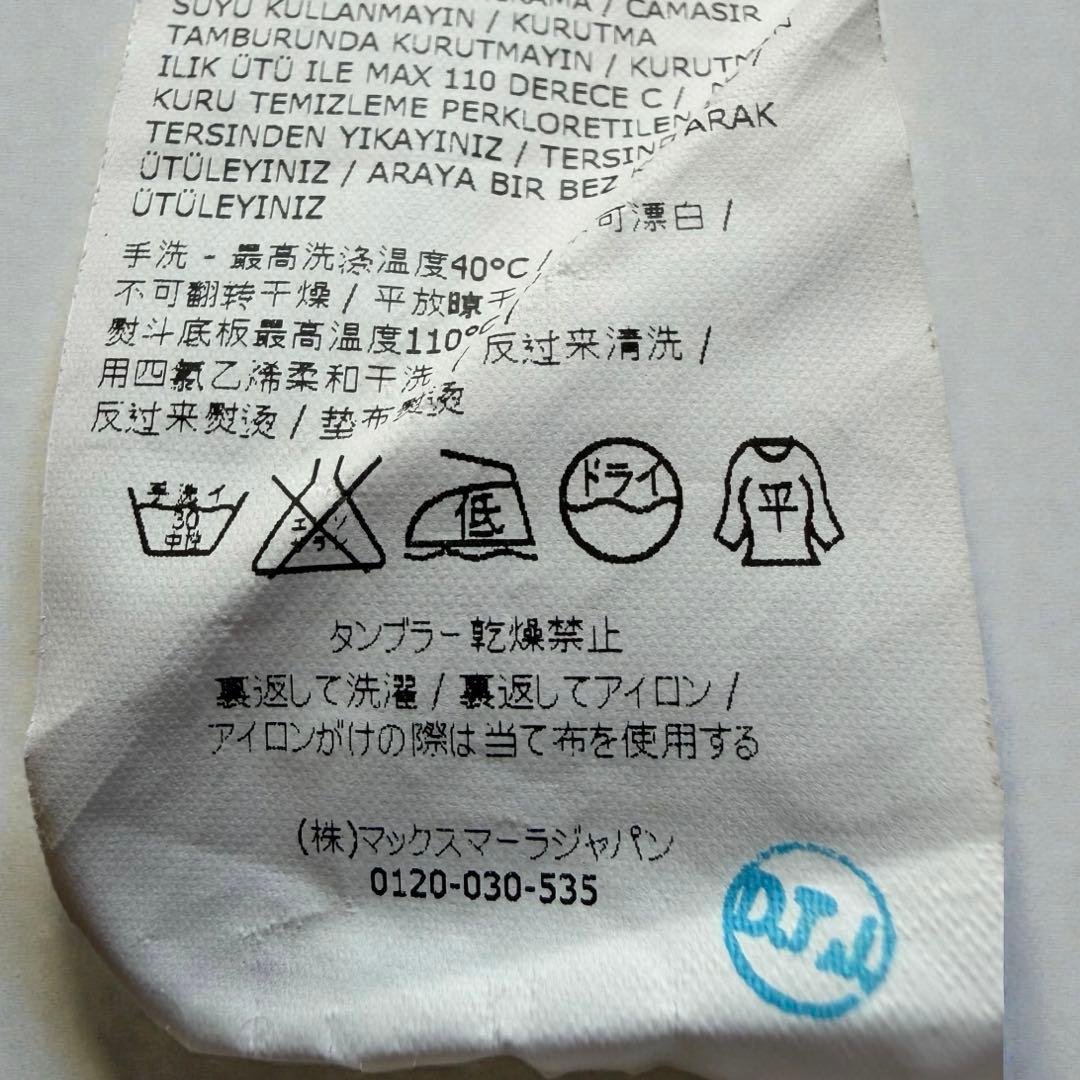 / CAMASIR
SUYU KULLANMAYIN / KURUTMA
TAMBURUNDA KURUTMAYIN /
ILIK ÜTÜ ILE MAX 110 DERECE C /
KURU TEMIZLEME PERKLORETILEN
TERSINDEN YIKAYINIZ /
ÜTÜLEYINIZ / ARAYA BIR BEZ
ÜTÜLEYINIZ
可漂白 /
手洗 - 最高洗涤温度40°C /
不可翻转干燥 / 平放晾干
熨斗底板最高温度110°C 反过来清洗 /
用四氯乙烯柔和干洗
反过来熨烫 / 垫布熨烫
手洗イ
30
中性
エンソ
サラシ
低
ドライ
平
タンブラー乾燥禁止
裏返して洗濯 / 裏返してアイロン /
アイロンがけの際は当て布を使用する
(株)マックスマーラジャパン
0120-030-535